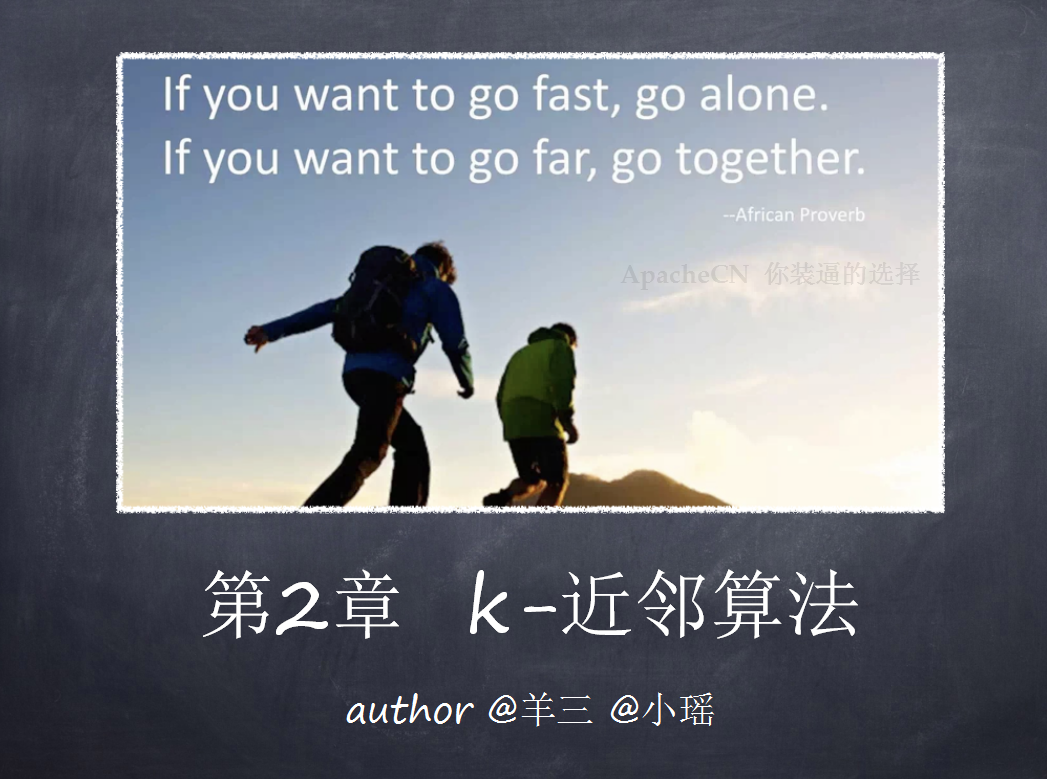 If you want to go fast, go alone.
If you want to go far, go together.
--African Proverb
ApacheCN 你装逼的选择
第2章 k-近邻算法
author @羊三 @小瑶